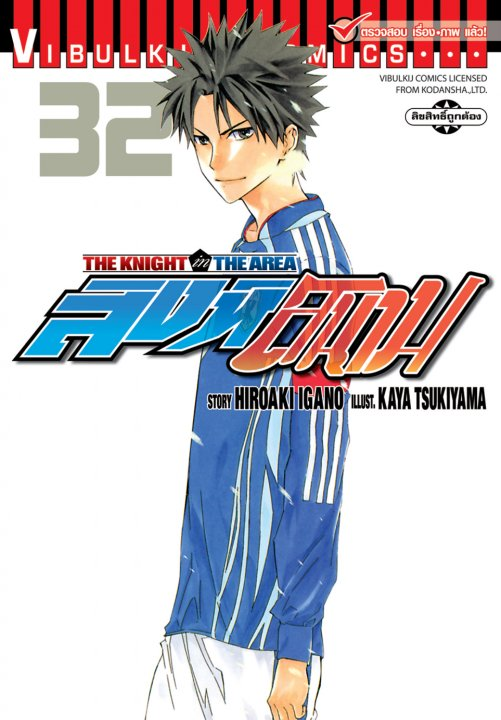 ตรวจสอบ เรื่อง•ภาพ แล้ว!
VIBULKIJ COMICS...
VIBULKIJ COMICS LICENSED
FROM KODANSHA.,LTD.
ลิขสิทธิ์ถูกต้อง
32
THE KNIGHT in THE AREA
STORY HIROAKI IGANO ILLUST. KAYA TSUKIYAMA